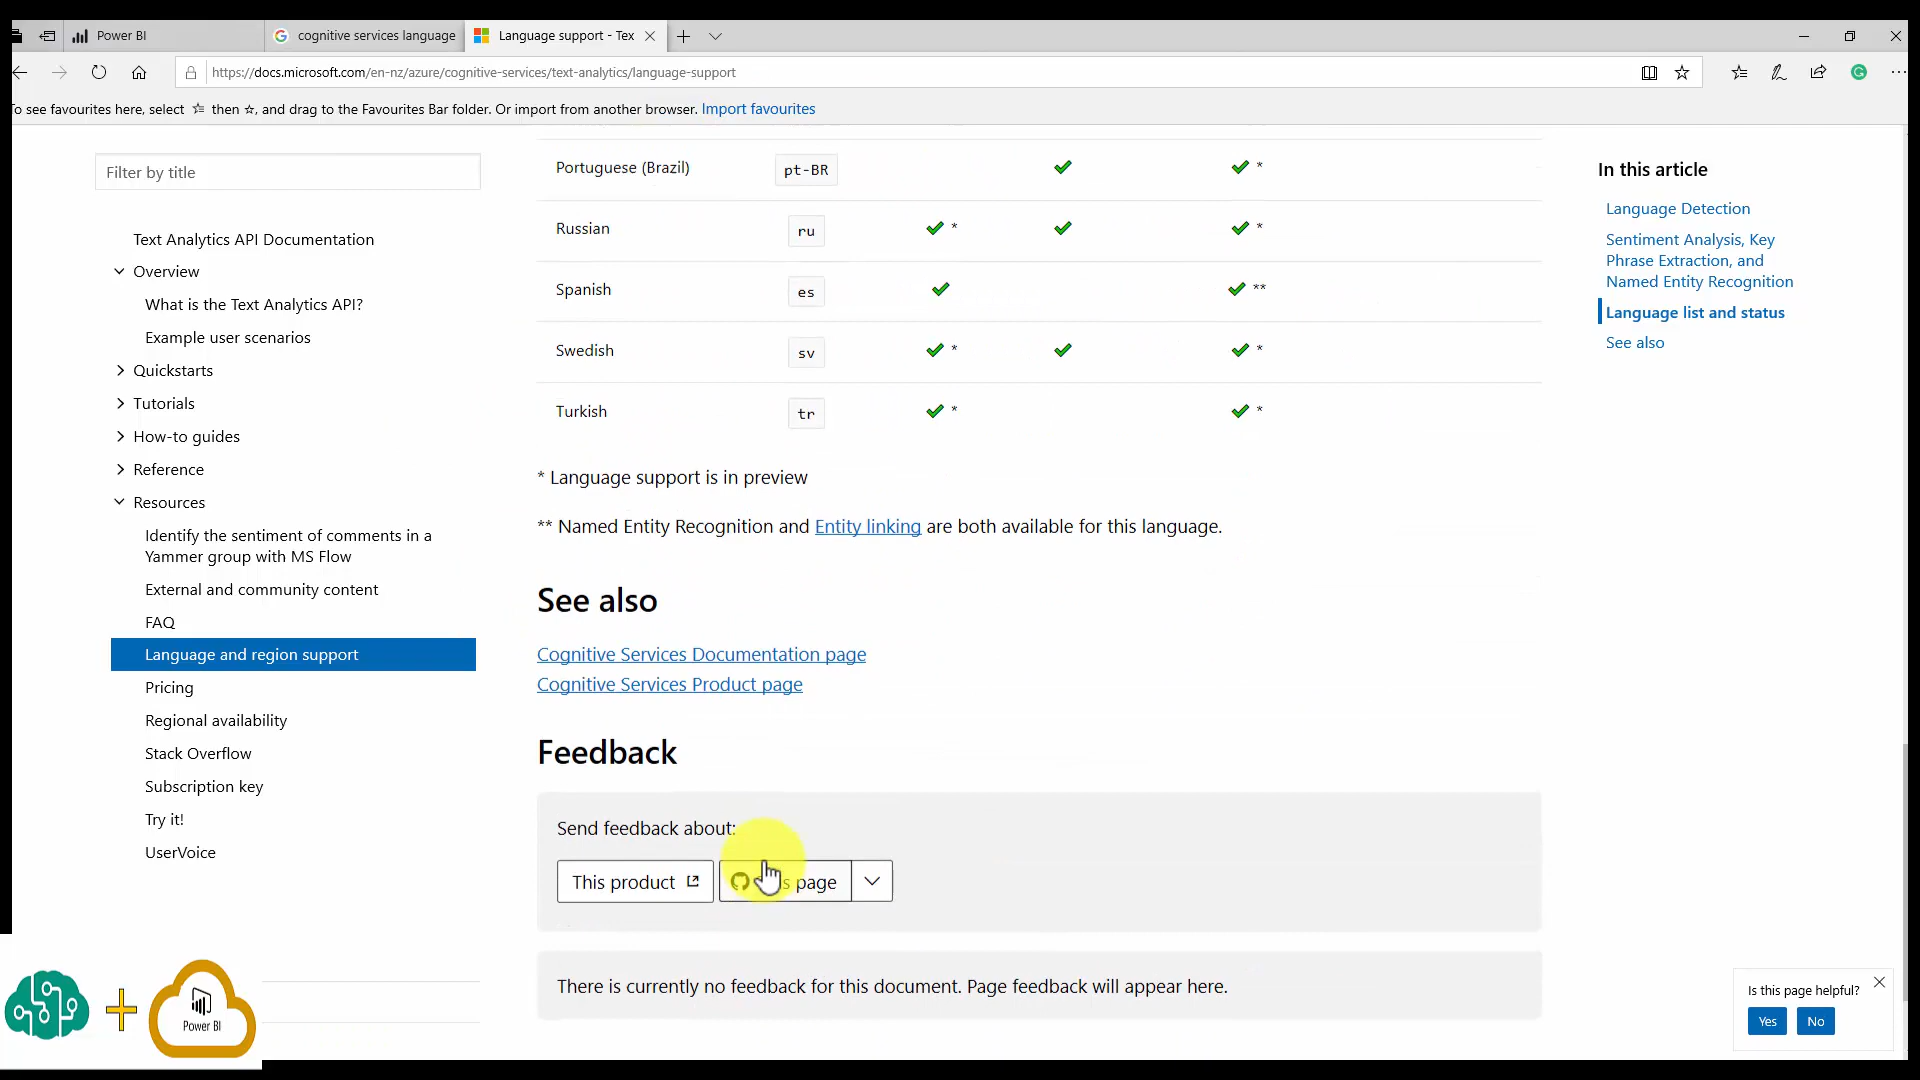 Power BI
cognitive services language
Language support - Tex
https://docs.microsoft.com/en-nz/azure/cognitive-services/text-analytics/language-support
o see favourites here, select ☆ then ☆, and drag to the Favourites Bar folder. Or import from another browser. Import favourites
Filter by title
Text Analytics API Documentation
Overview
What is the Text Analytics API?
Example user scenarios
Quickstarts
Tutorials
How-to guides
Reference
Resources
Identify the sentiment of comments in a
Yammer group with MS Flow
External and community content
FAQ
Language and region support
Pricing
Regional availability
Stack Overflow
Subscription key
Try it!
UserVoice
Portuguese (Brazil) pt-BR ✔ ✔ *
Russian ru ✔ * ✔ ✔ *
Spanish es ✔ ✔ **
Swedish sv ✔ * ✔ ✔ *
Turkish tr ✔ * ✔ *
* Language support is in preview
** Named Entity Recognition and Entity linking are both available for this language.
See also
Cognitive Services Documentation page
Cognitive Services Product page
Feedback
Send feedback about:
This product
s page
There is currently no feedback for this document. Page feedback will appear here.
In this article
Language Detection
Sentiment Analysis, Key
Phrase Extraction, and
Named Entity Recognition
Language list and status
See also
Is this page helpful?
Yes No
Power BI